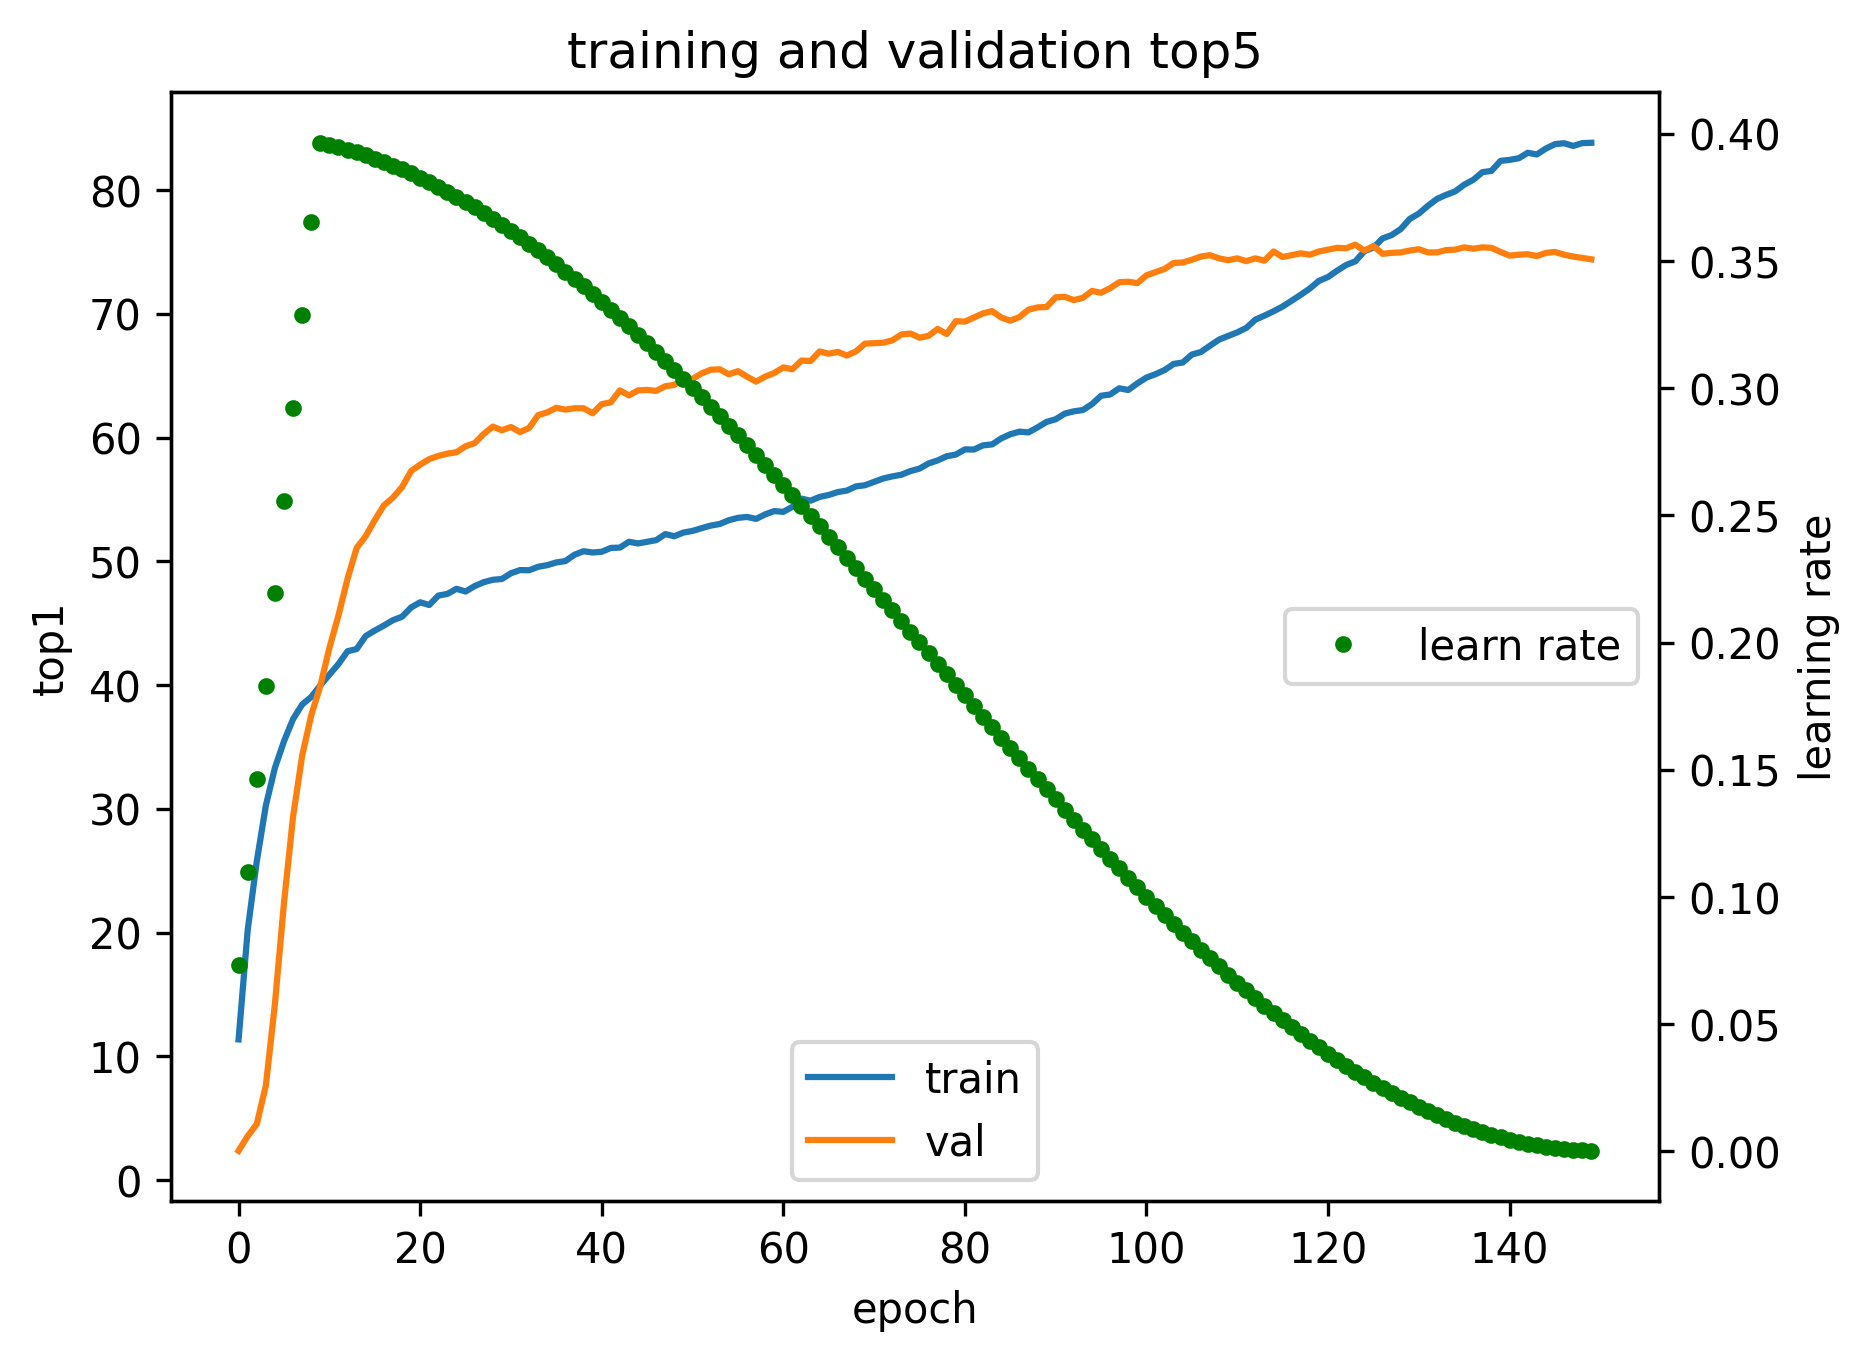 training and validation top5
80
70
60
50
40
30
20
10
0
top1
0.40
0.35
0.30
0.25
0.20
0.15
0.10
0.05
0.00
learning rate
learn rate
train
val
0 20 40 60 80 100 120 140
epoch